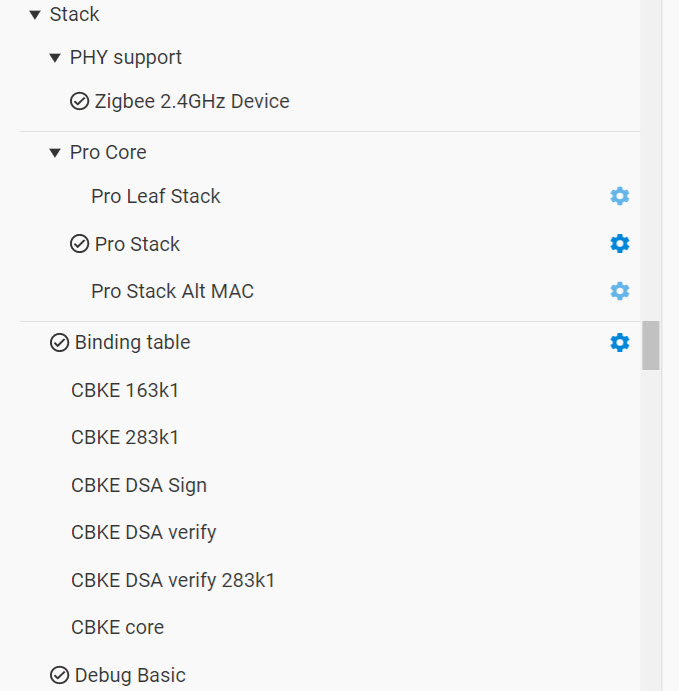 Stack
PHY support
Zigbee 2.4GHz Device
Pro Core
Pro Leaf Stack
Pro Stack
Pro Stack Alt MAC
Binding table
CBKE 163k1
CBKE 283k1
CBKE DSA Sign
CBKE DSA verify
CBKE DSA verify 283k1
CBKE core
Debug Basic